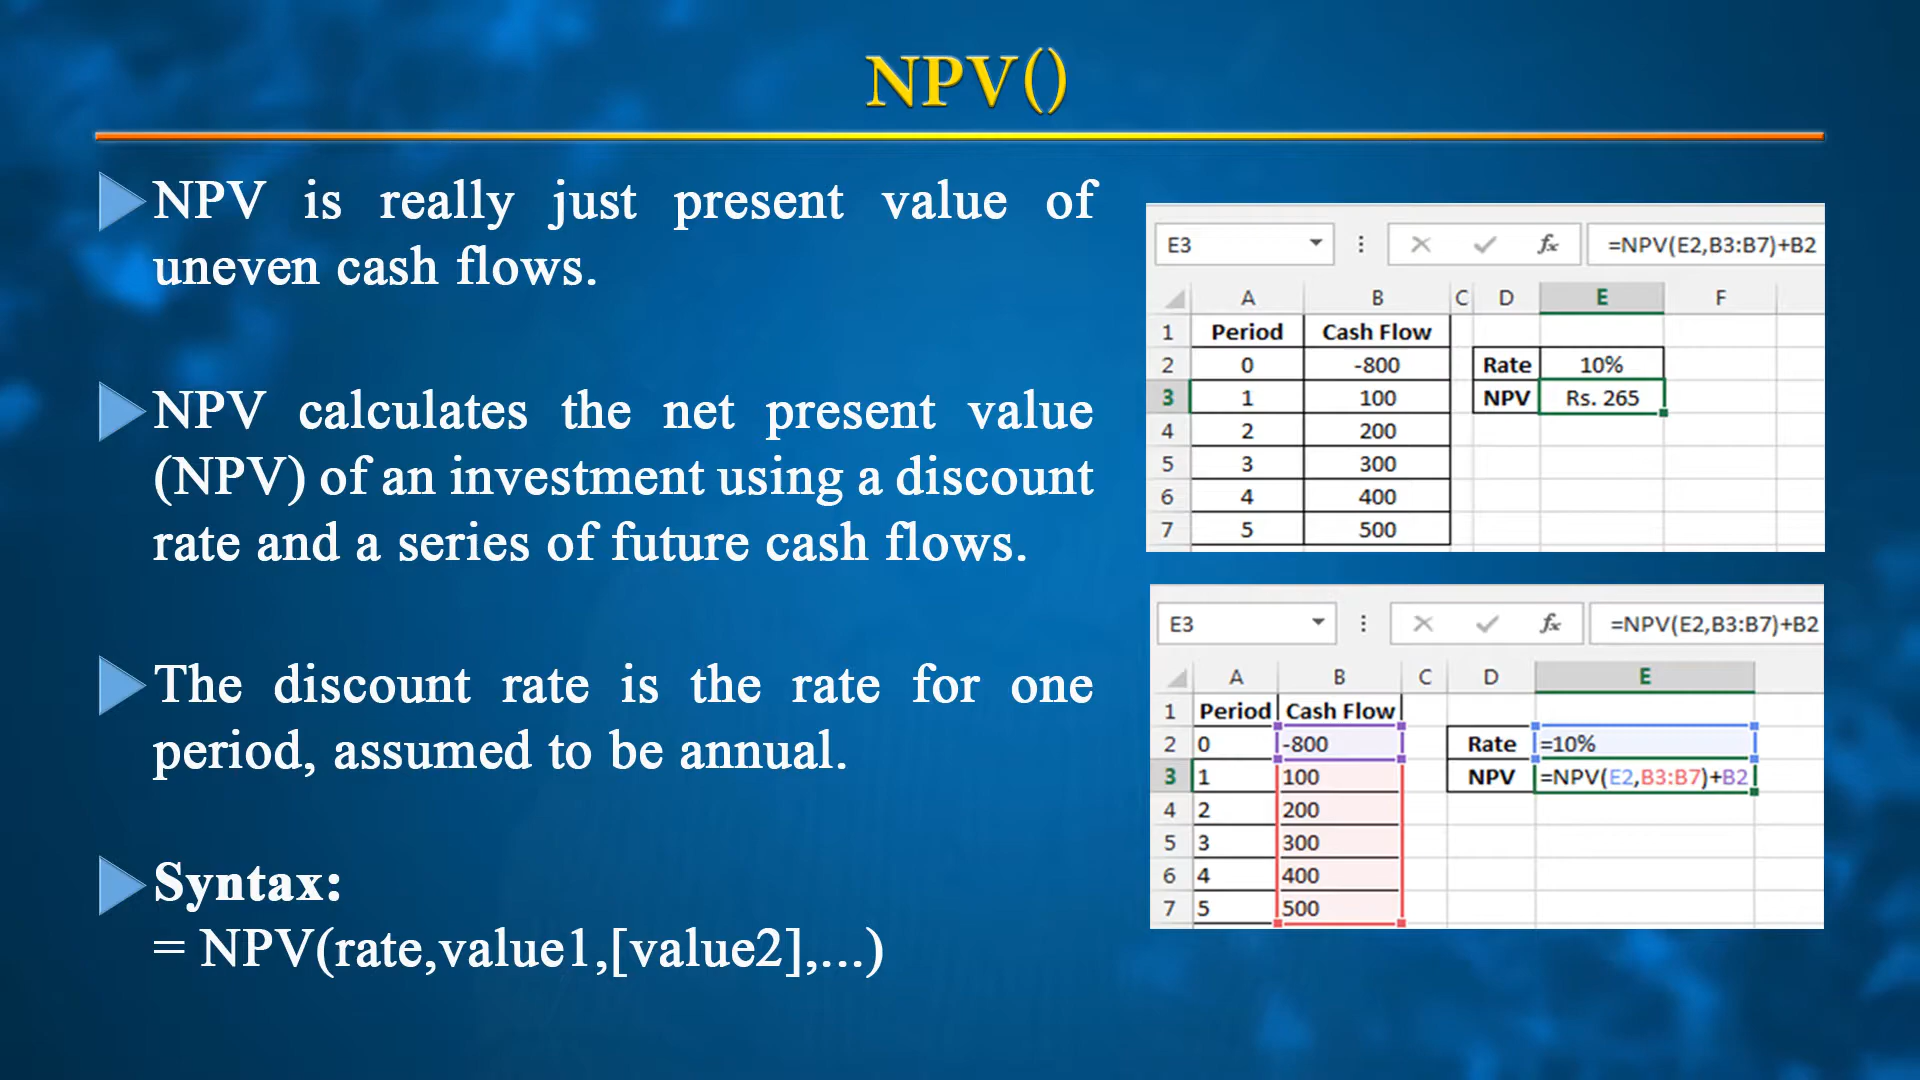 NPV()
NPV is really just present value of
uneven cash flows.
NPV calculates the net present value
(NPV) of an investment using a discount
rate and a series of future cash flows.
The discount rate is the rate for one
period, assumed to be annual.
Syntax:
= NPV(rate,value1,[value2],...)
E3 fx =NPV(E2,B3:B7)+B2
A B C D E F
1 Period Cash Flow
2 0 -800 Rate 10%
3 1 100 NPV Rs. 265
4 2 200
5 3 300
6 4 400
7 5 500
E3 fx =NPV(E2,B3:B7)+B2
A B C D E
1 Period Cash Flow
2 0 -800 Rate =10%
3 1 100 NPV =NPV(E2,B3:B7)+B2
4 2 200
5 3 300
6 4 400
7 5 500